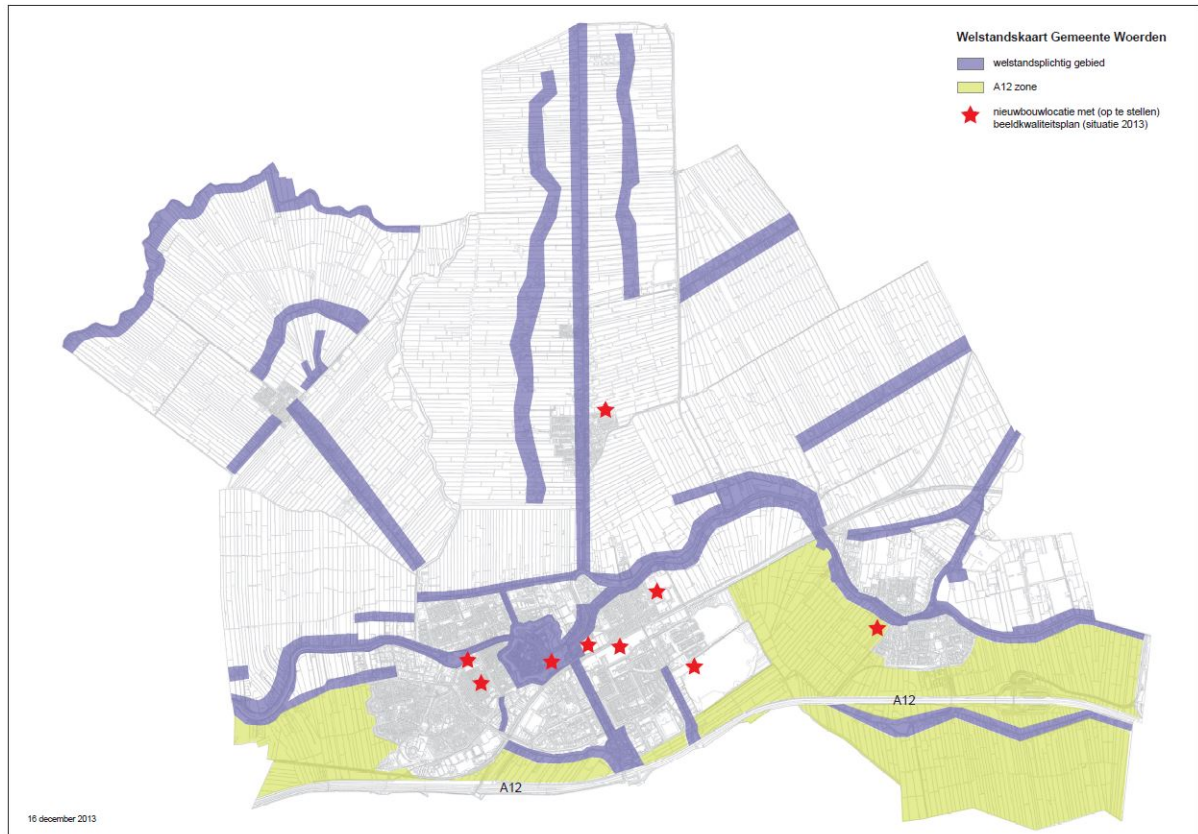 Welstandskaart Gemeente Woerden
welstandsplichtig gebied
A12 zone
nieuwbouwlocatie met (op te stellen)
beeldkwaliteitsplan (situatie 2013)
A12
A12
16 december 2013